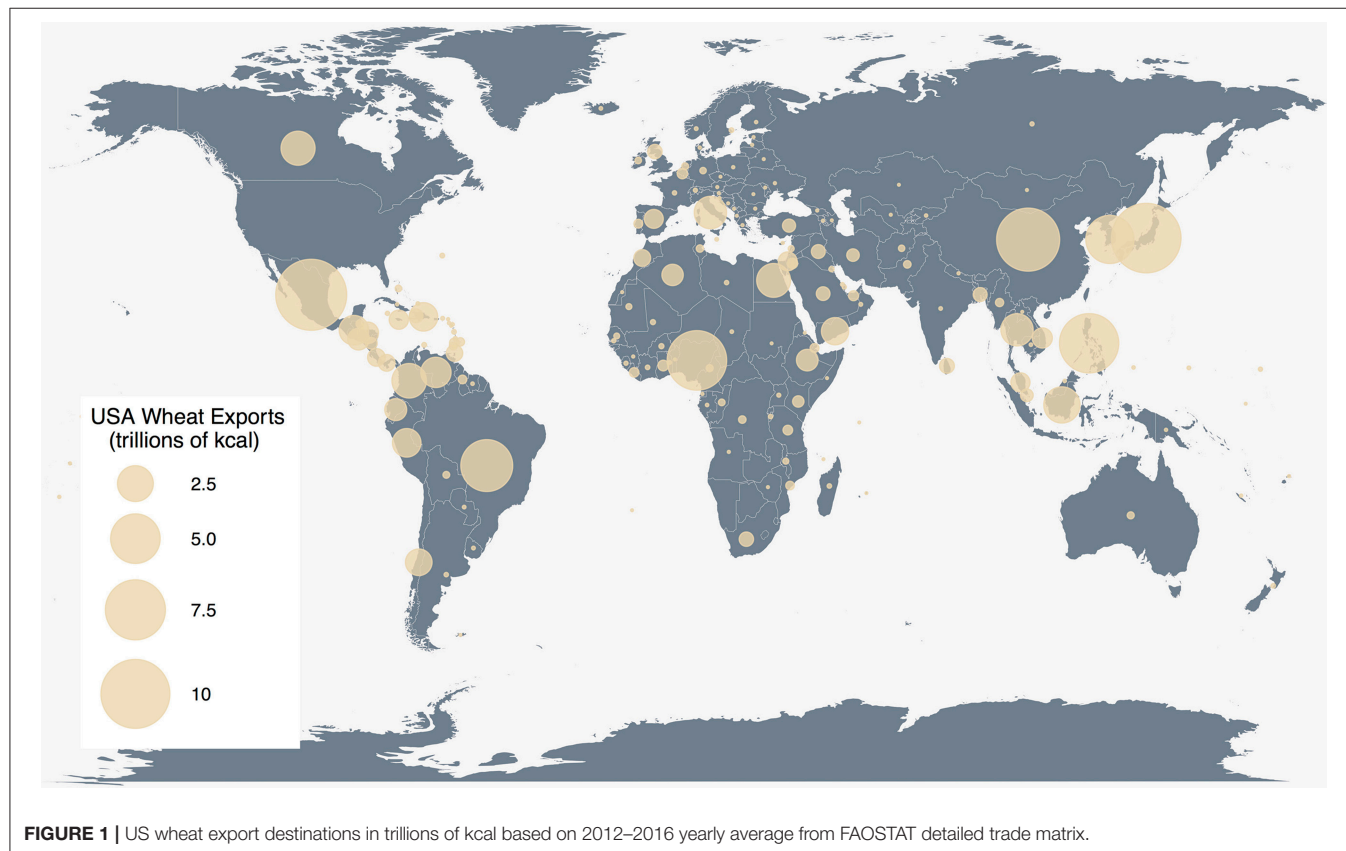 USA Wheat Exports
(trillions of kcal)
2.5
5.0
7.5
10
FIGURE 1 | US wheat export destinations in trillions of kcal based on 2012–2016 yearly average from FAOSTAT detailed trade matrix.